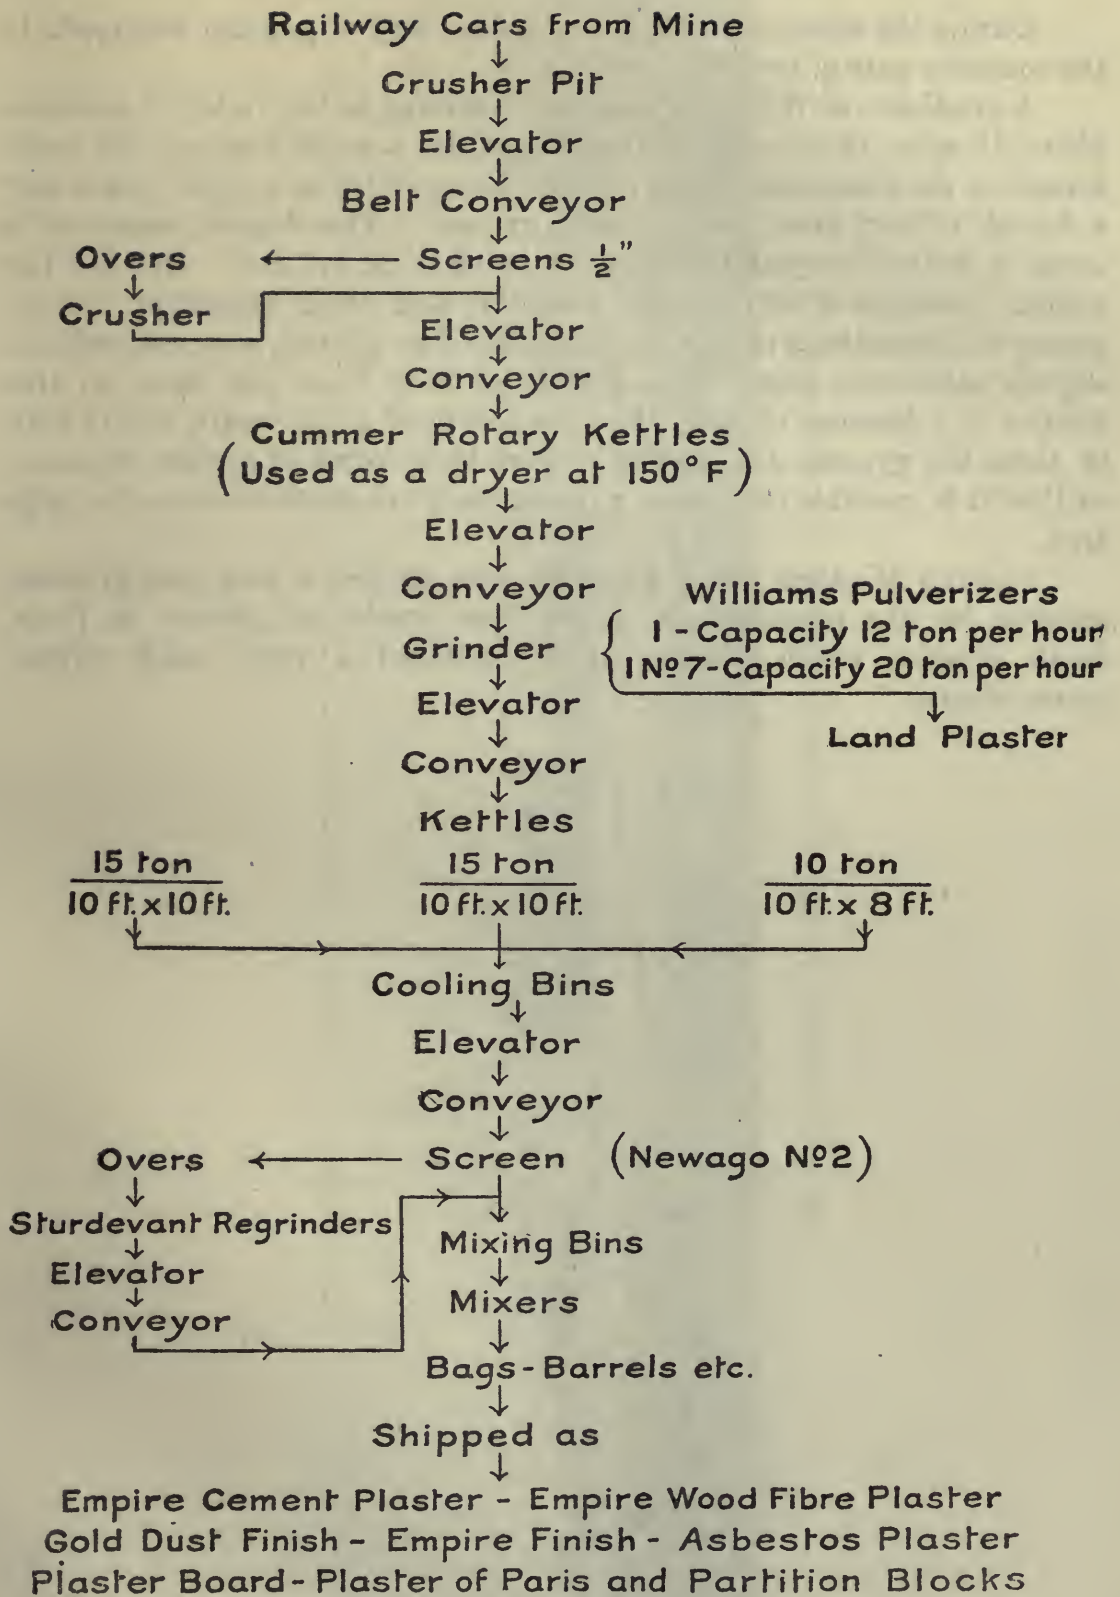 Railway Cars from Mine
Crusher Pit
Elevator
Belt Conveyor
Overs
Screens 1/2"
Crusher
Elevator
Conveyor
Cummer Rotary Kettles
(Used as a dryer at 150°F)
Elevator
Conveyor
Grinder
Williams Pulverizers
1 - Capacity 12 ton per hour
1 Nº 7 - Capacity 20 ton per hour
Land Plaster
Elevator
Conveyor
Kettles
15 ton
10 ft. x 10 ft.
15 ton
10 ft. x 10 ft.
10 ton
10 ft. x 8 ft.
Cooling Bins
Elevator
Conveyor
Overs
Screen (Newago Nº2)
Sturdevant Regrinders
Elevator
Conveyor
Mixing Bins
Mixers
Bags - Barrels etc.
Shipped as
Empire Cement Plaster - Empire Wood Fibre Plaster
Gold Dust Finish - Empire Finish - Asbestos Plaster
Plaster Board - Plaster of Paris and Partition Blocks